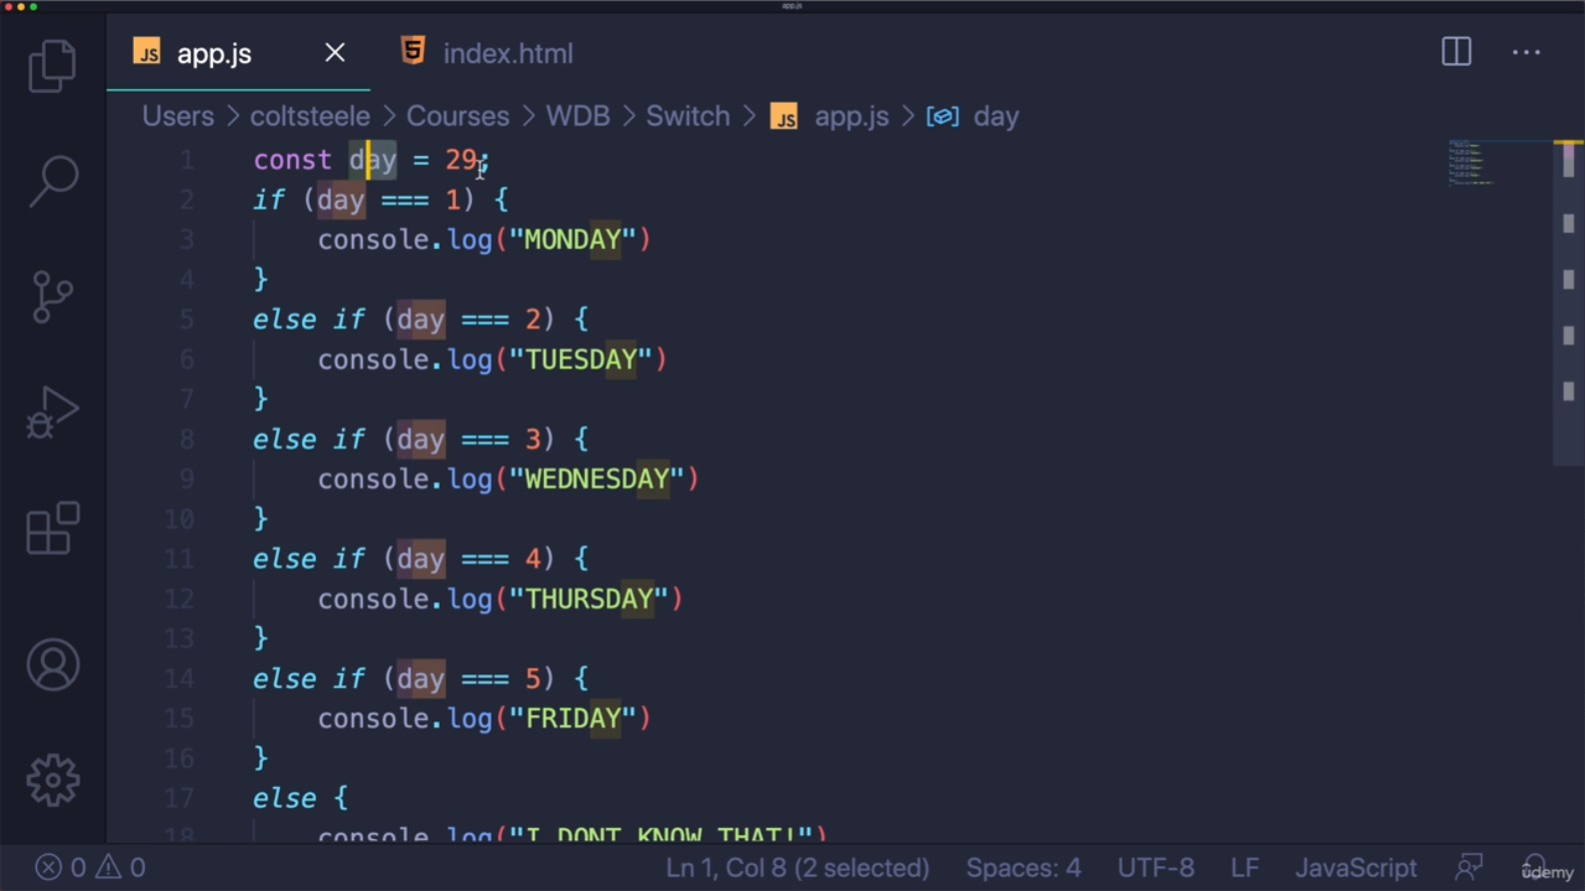 app.js
JS app.js × 5 index.html ...
Users > coltsteele > Courses > WDB > Switch > JS app.js > day
1 const day = 29;
2 if (day === 1) {
3 console.log("MONDAY")
4 }
5 else if (day === 2) {
6 console.log("TUESDAY")
7 }
8 else if (day === 3) {
9 console.log("WEDNESDAY")
10 }
11 else if (day === 4) {
12 console.log("THURSDAY")
13 }
14 else if (day === 5) {
15 console.log("FRIDAY")
16 }
17 else {
18 console.log("I DONT KNOW THAT!")
0 0 Ln 1, Col 8 (2 selected) Spaces: 4 UTF-8 LF JavaScript
ûdemy